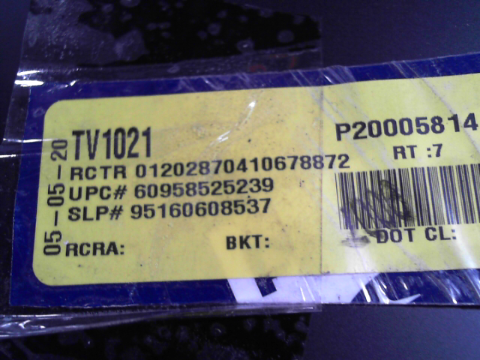 05-05-20
TV1021
P20005814
RCTR 01202870410678872
RT :7
UPC# 60958525239
SLP# 95160608537
RCRA:
BKT:
DOT CL: